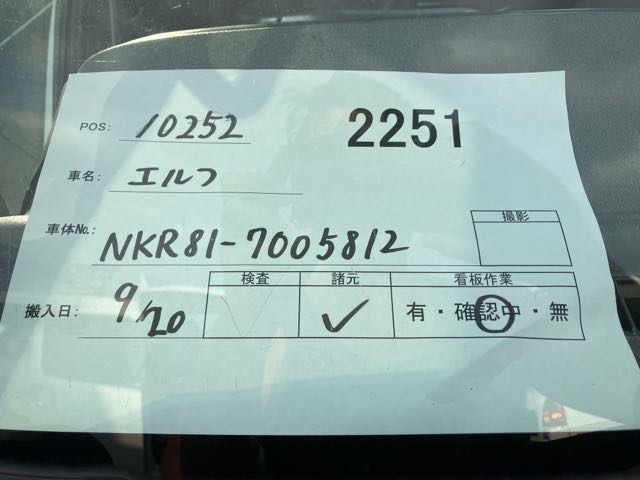 POS: 10252 2251
車名: エルフ
車体No.: NKR81-7005812
撮影
搬入日: 9/20
検査 諸元 看板作業
✓ ✓ 有・確認中・無